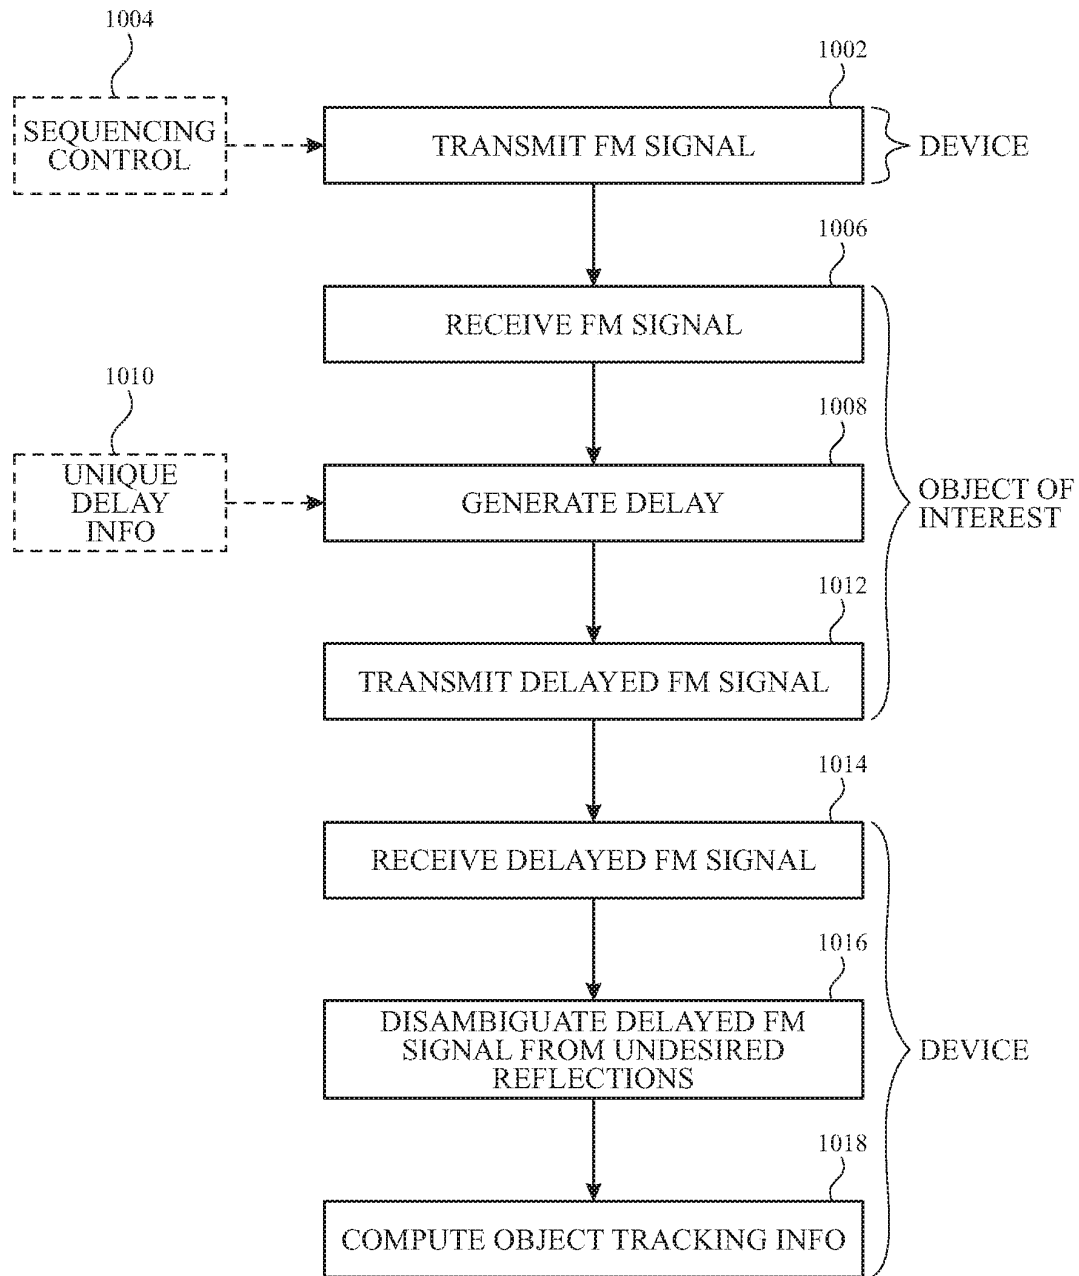 1004
SEQUENCING
CONTROL
1002
TRANSMIT FM SIGNAL
DEVICE
1006
RECEIVE FM SIGNAL
1010
UNIQUE
DELAY
INFO
1008
GENERATE DELAY
OBJECT OF
INTEREST
1012
TRANSMIT DELAYED FM SIGNAL
1014
RECEIVE DELAYED FM SIGNAL
1016
DISAMBIGUATE DELAYED FM
SIGNAL FROM UNDESIRED
REFLECTIONS
DEVICE
1018
COMPUTE OBJECT TRACKING INFO